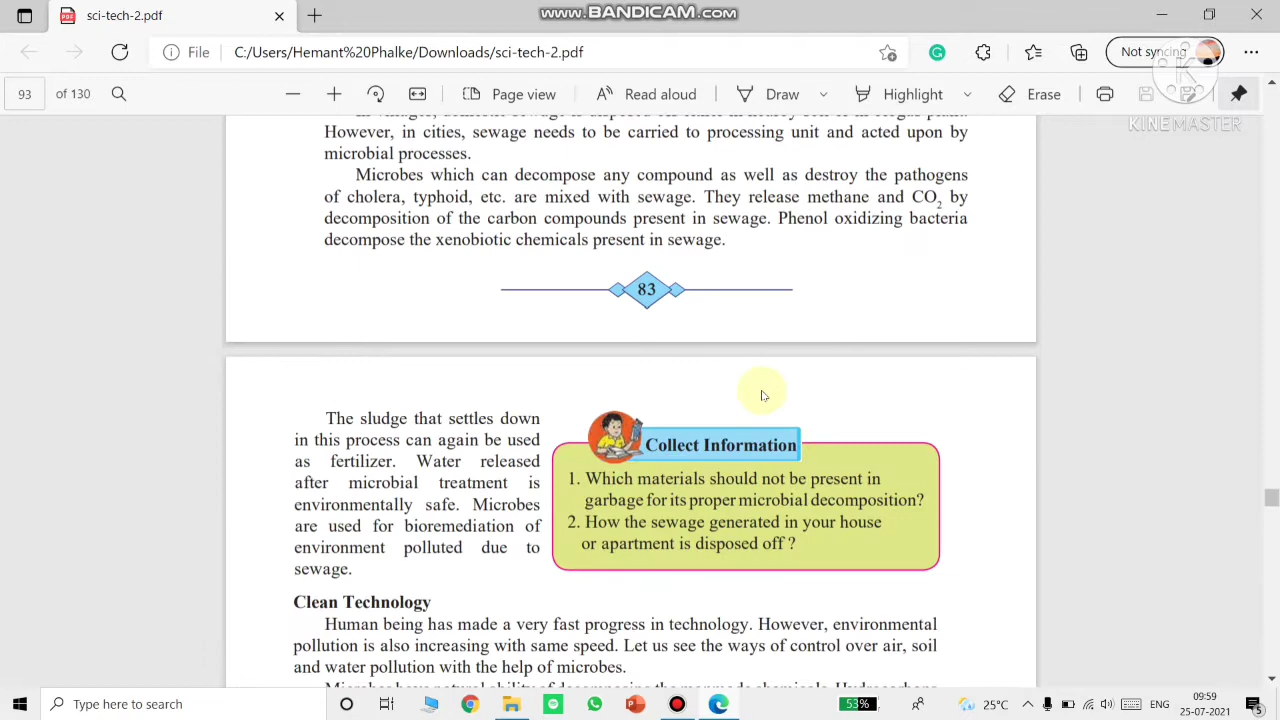 sci-tech-2.pdf
www.BANDICAM.com
File
C:/Users/Hemant%20Phalke/Downloads/sci-tech-2.pdf
Not syncing
93 of 130
Page view
Read aloud
Draw
Highlight
Erase
KINEMASTER
However, in cities, sewage needs to be carried to processing unit and acted upon by
microbial processes.
Microbes which can decompose any compound as well as destroy the pathogens
of cholera, typhoid, etc. are mixed with sewage. They release methane and CO₂ by
decomposition of the carbon compounds present in sewage. Phenol oxidizing bacteria
decompose the xenobiotic chemicals present in sewage.
83
The sludge that settles down
in this process can again be used
as fertilizer. Water released
after microbial treatment is
environmentally safe. Microbes
are used for bioremediation of
environment polluted due to
sewage.
Collect Information
1. Which materials should not be present in
garbage for its proper microbial decomposition?
2. How the sewage generated in your house
or apartment is disposed off ?
Clean Technology
Human being has made a very fast progress in technology. However, environmental
pollution is also increasing with same speed. Let us see the ways of control over air, soil
and water pollution with the help of microbes.
Type here to search
53%
25°C
ENG
09:59
25-07-2021
5